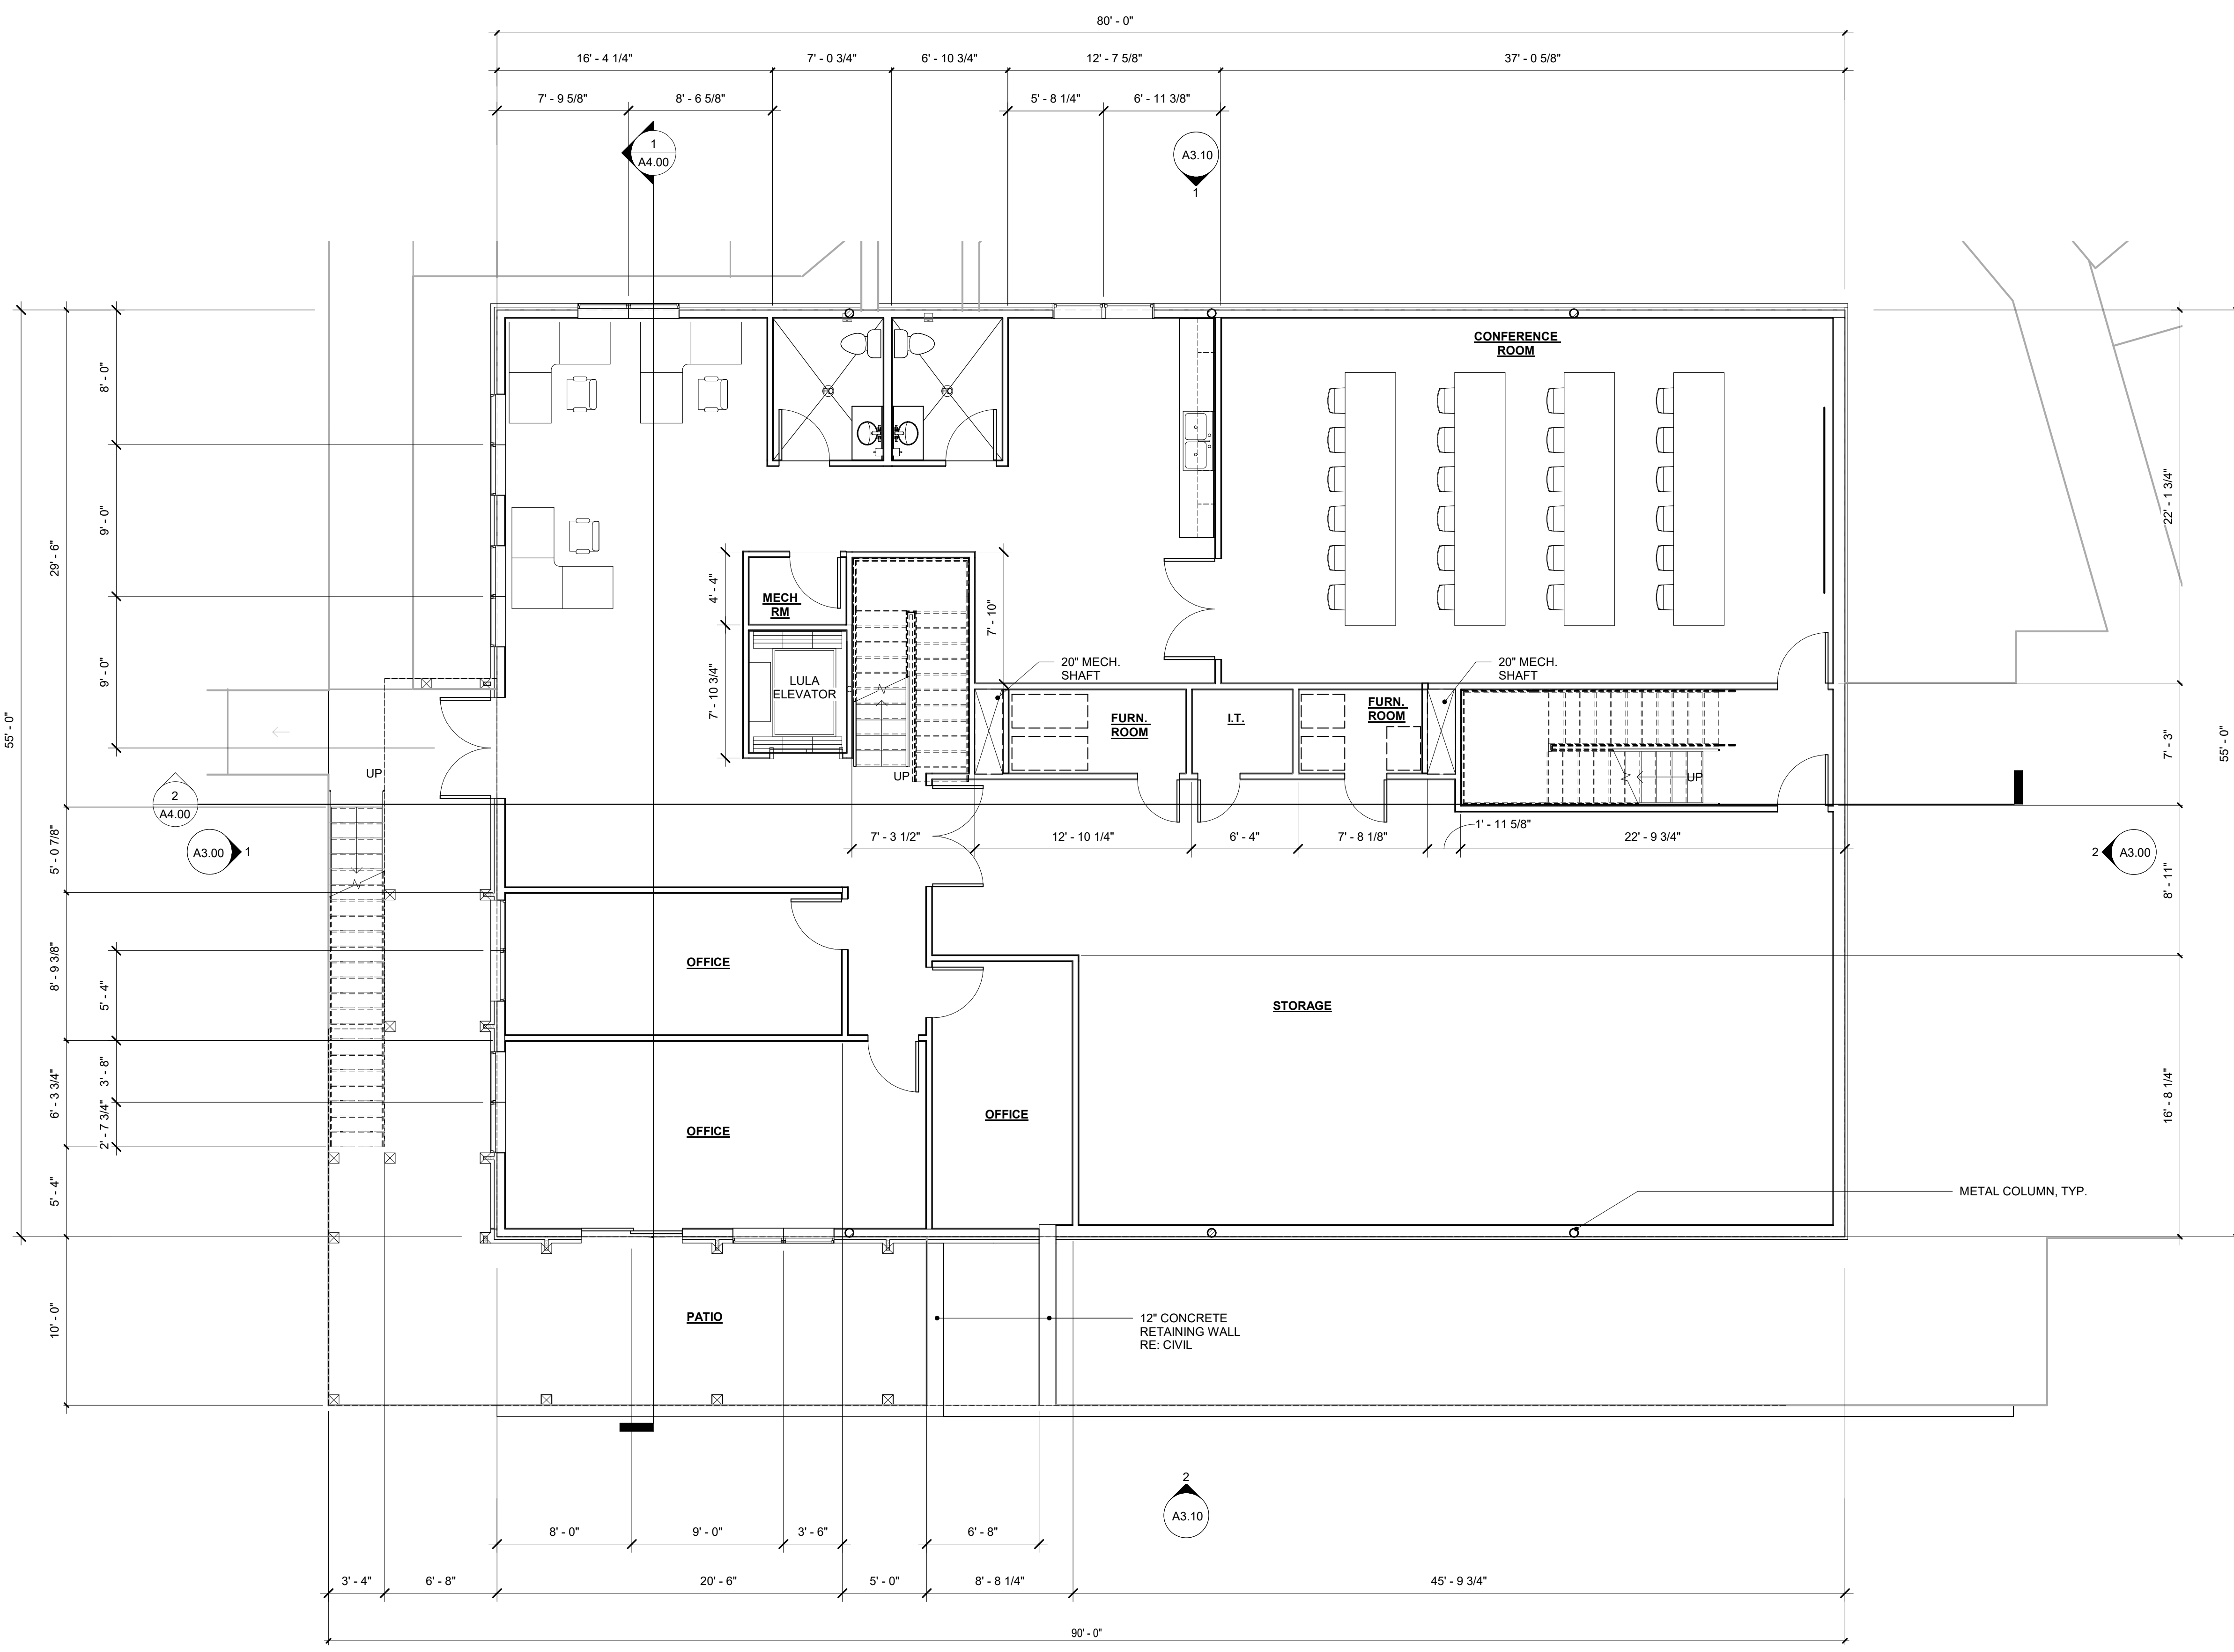 80' - 0"
16' - 4 1/4"
7' - 0 3/4"
6' - 10 3/4"
12' - 7 5/8"
37' - 0 5/8"
7' - 9 5/8"
8' - 6 5/8"
5' - 8 1/4"
6' - 11 3/8"
1
A4.00
A3.10
1
CONFERENCE
ROOM
8' - 0"
FD
FD
22' - 1 3/4"
9' - 0"
29' - 6"
MECH
RM
4' - 4"
7' - 10"
9' - 0"
20" MECH.
SHAFT
20" MECH.
SHAFT
LULA
ELEVATOR
7' - 10 3/4"
FURN.
ROOM
I.T.
FURN.
ROOM
55' - 0"
7' - 3"
55' - 0"
UP
UP
UP
2
A4.00
1' - 11 5/8"
7' - 3 1/2"
12' - 10 1/4"
6' - 4"
7' - 8 1/8"
22' - 9 3/4"
A3.00
1
2
A3.00
5' - 0 7/8"
8' - 11"
OFFICE
8' - 9 3/8"
5' - 4"
STORAGE
6' - 3 3/4"
3' - 8"
2' - 7 3/4"
OFFICE
OFFICE
16' - 8 1/4"
5' - 4"
METAL COLUMN, TYP.
10' - 0"
PATIO
12" CONCRETE
RETAINING WALL
RE: CIVIL
2
A3.10
8' - 0"
9' - 0"
3' - 6"
6' - 8"
3' - 4"
6' - 8"
20' - 6"
5' - 0"
8' - 8 1/4"
45' - 9 3/4"
90' - 0"